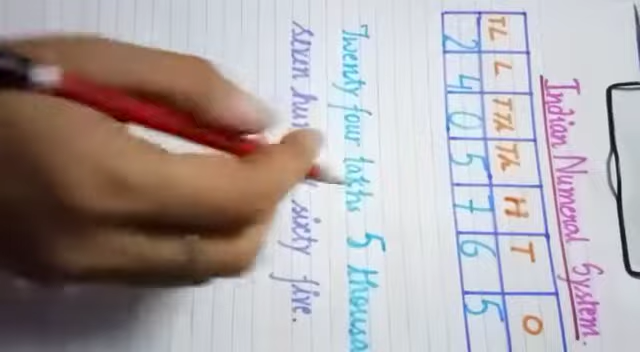 Indian Numeral System.
TL L TTh Th H T O
2 4 0 5 7 6 5
Twenty four lakhs 5 thousa
seven sixty five.